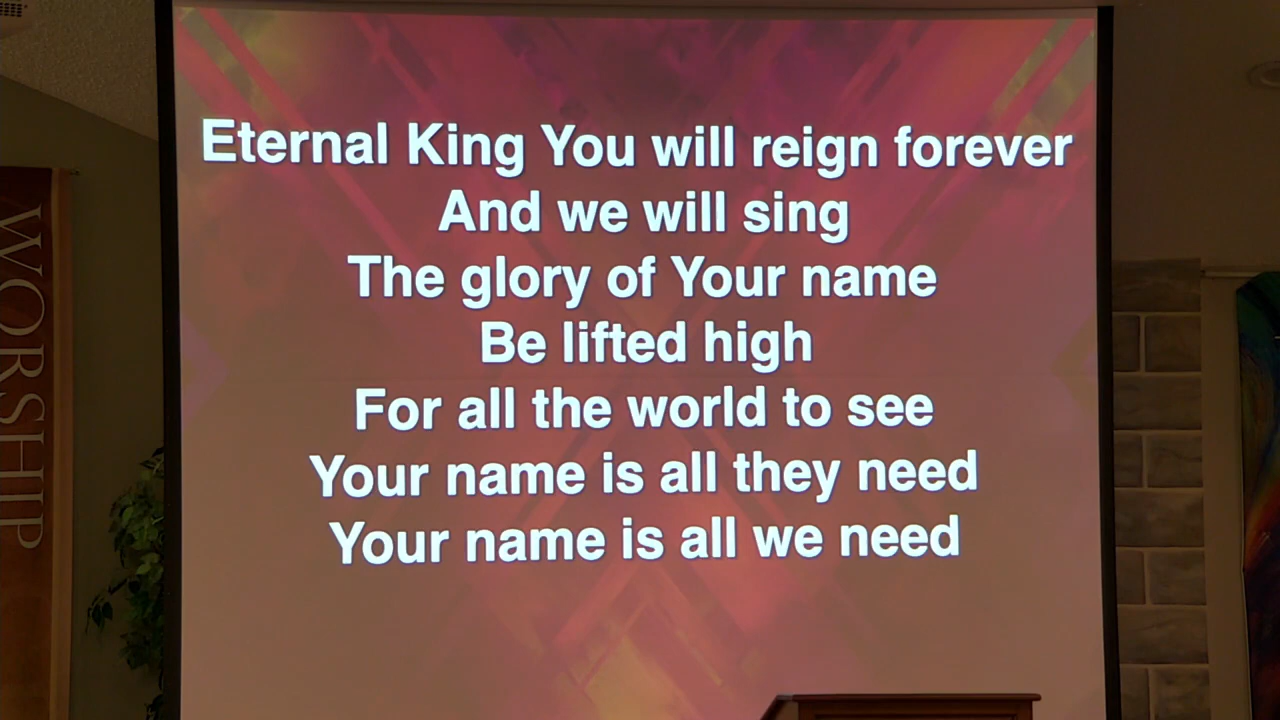 Eternal King You will reign forever
And we will sing
The glory of Your name
Be lifted high
For all the world to see
Your name is all they need
Your name is all we need
WORSHIP